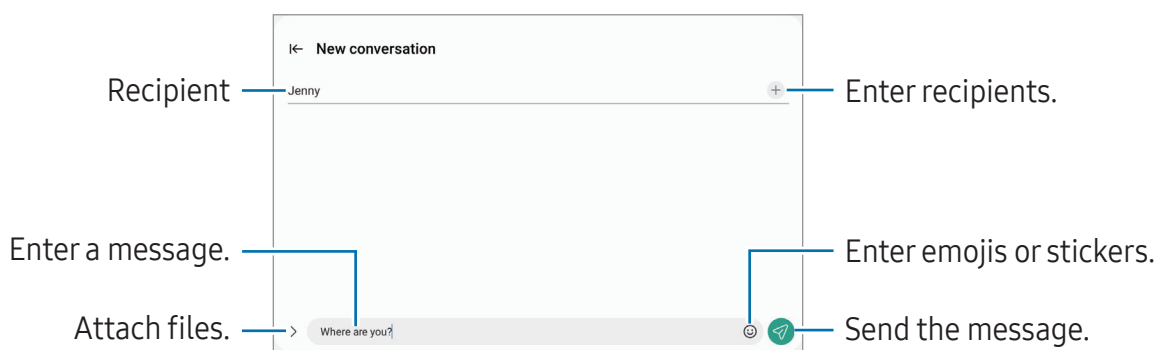 New conversation
Recipient
Jenny
Enter recipients.
Enter a message.
Enter emojis or stickers.
Attach files.
Where are you?
Send the message.